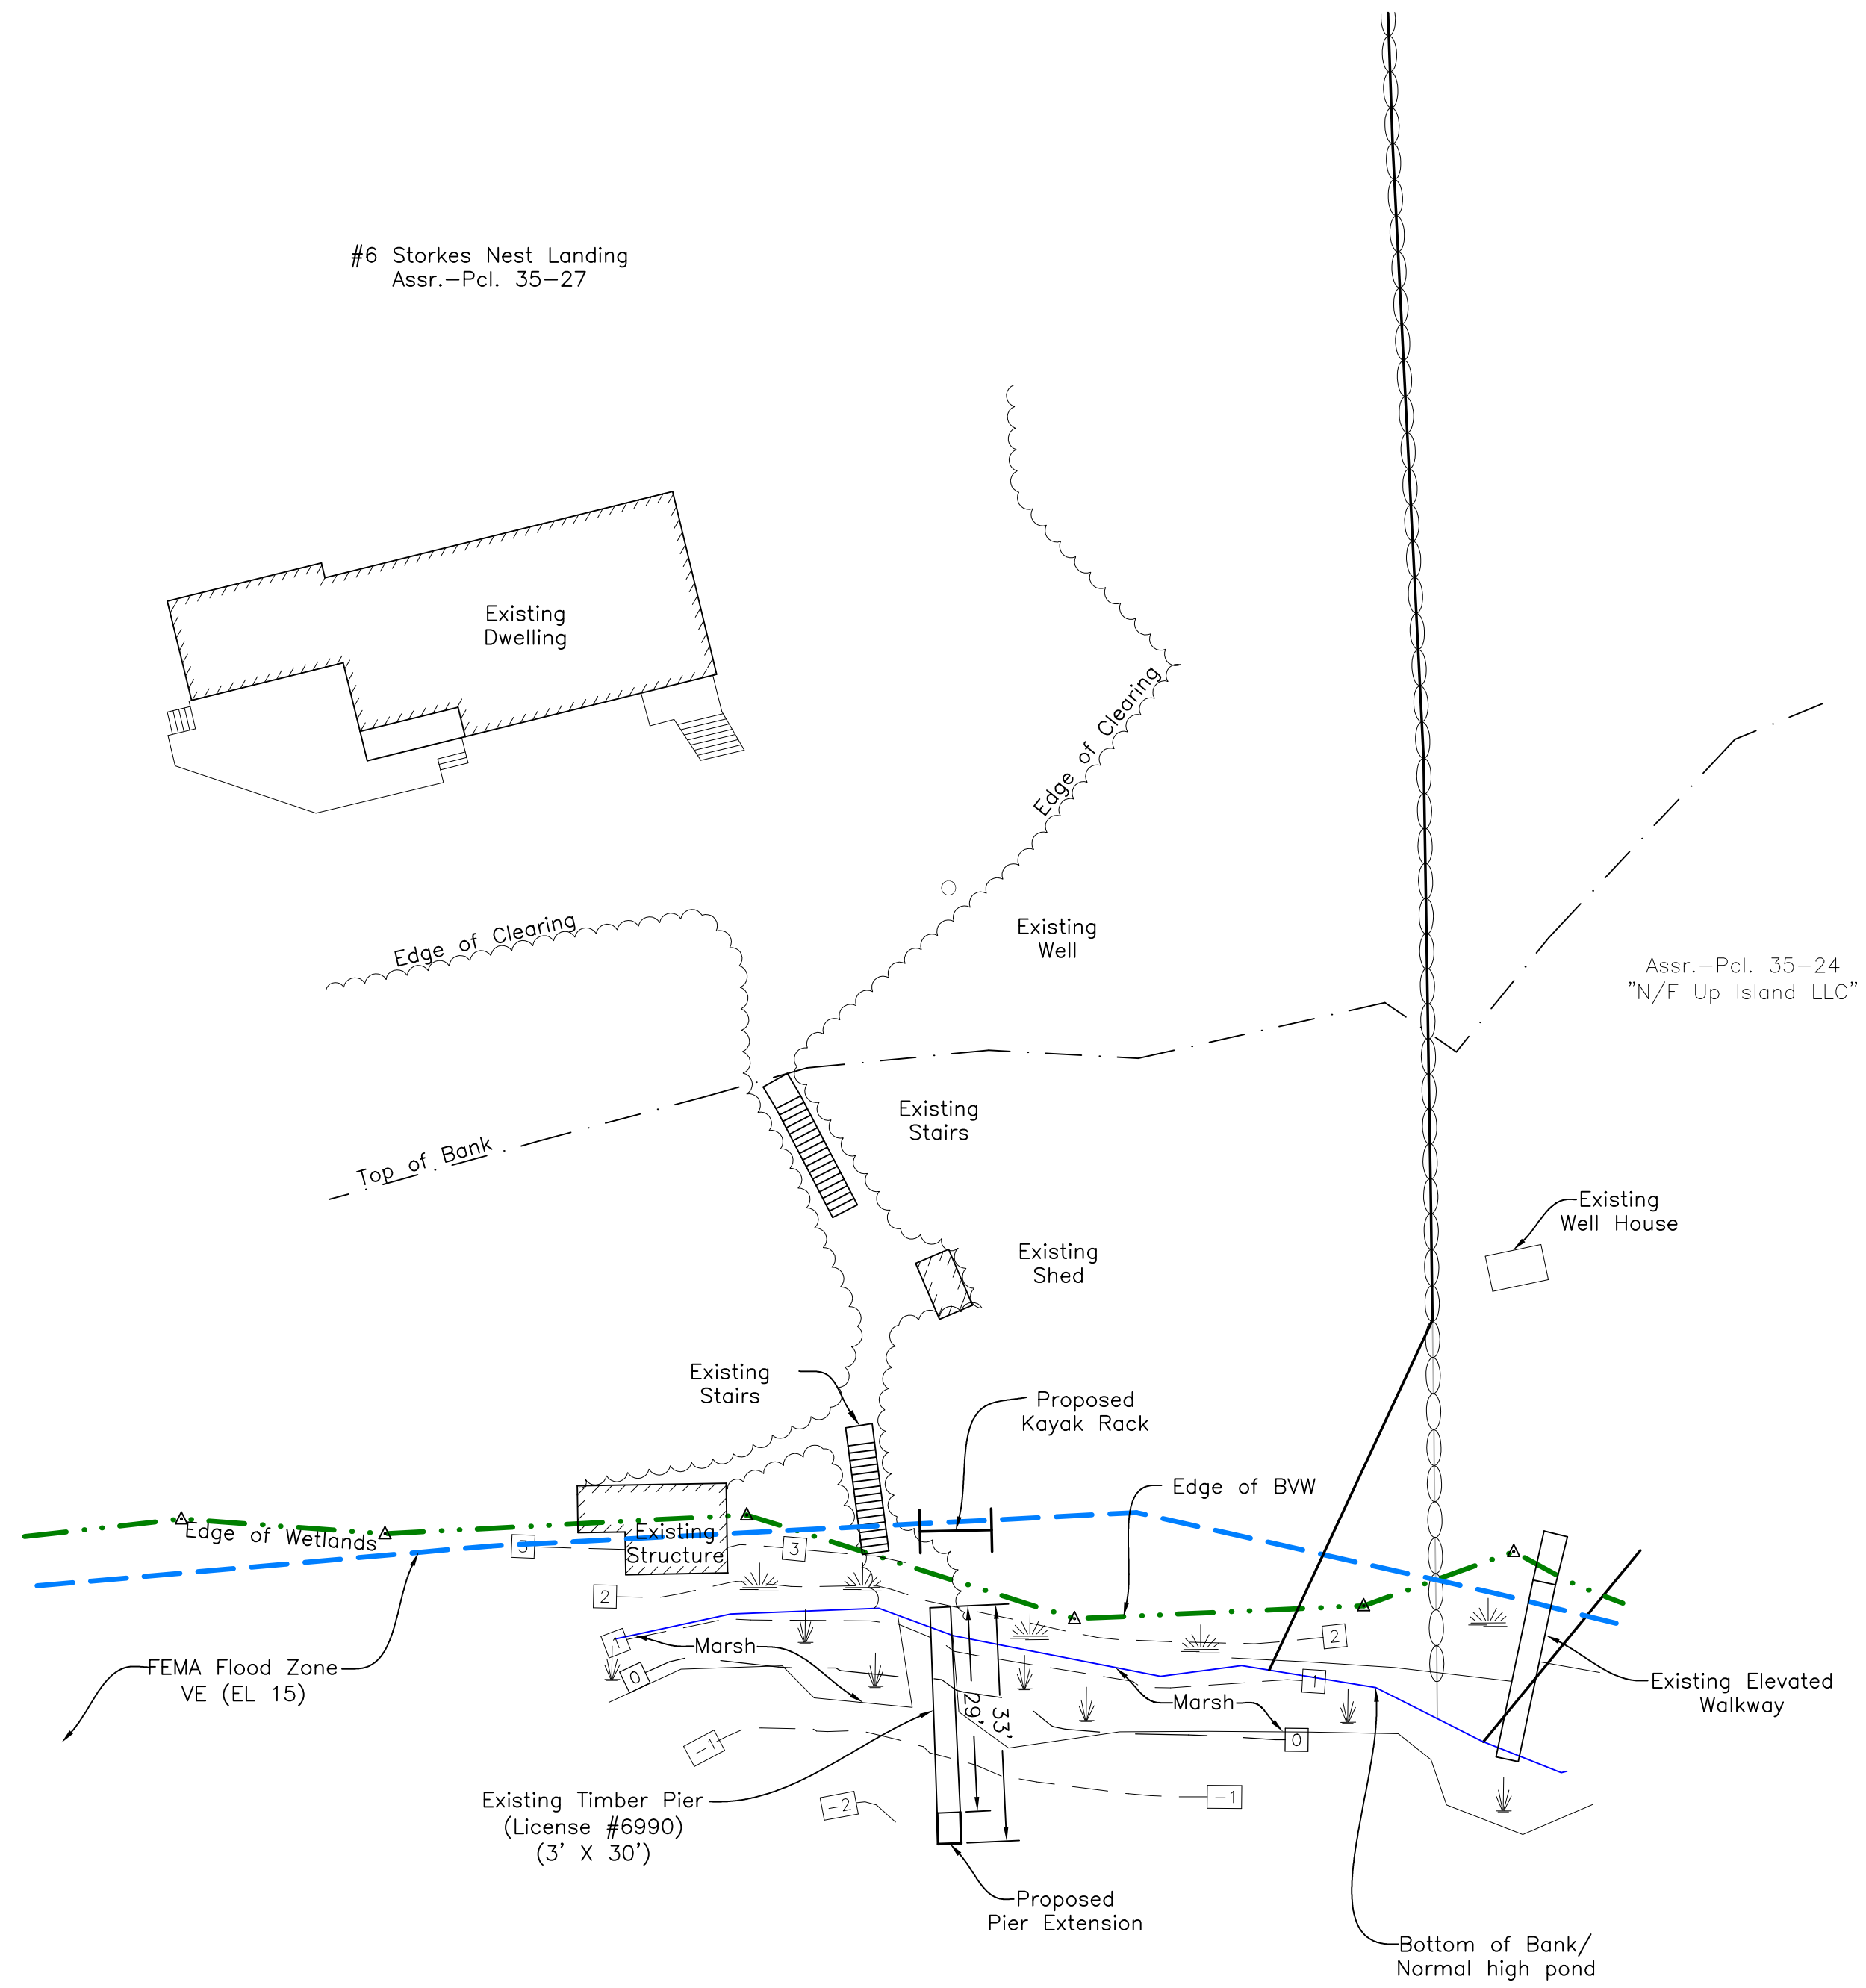 #6 Storkes Nest Landing
Assr.-Pcl. 35-27
Existing
Dwelling
Edge of Clearing
Edge of Clearing
Existing
Well
Assr.-Pcl. 35-24
"N/F Up Island LLC"
Top of Bank
Existing
Stairs
Existing
Well House
Existing
Shed
Existing
Stairs
Proposed
Kayak Rack
Edge of BVW
Edge of Wetlands
Existing
Structure
3
3
2
2
1
Marsh
0
1
FEMA Flood Zone
VE (EL 15)
Existing Elevated
Walkway
Marsh
29'
33'
0
-1
-1
-2
Existing Timber Pier
(License #6990)
(3' X 30')
Proposed
Pier Extension
Bottom of Bank/
Normal high pond